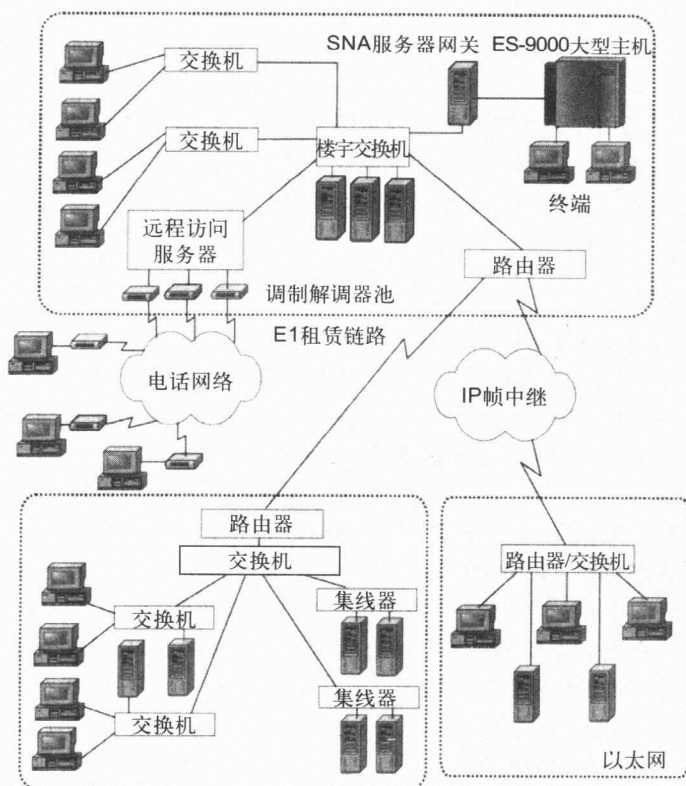 SNA服务器网关 ES-9000大型主机
交换机
交换机
楼宇交换机
终端
远程访问
服务器
路由器
调制解调器池
E1租赁链路
电话网络
IP帧中继
路由器
交换机
路由器/交换机
集线器
交换机
集线器
交换机
以太网